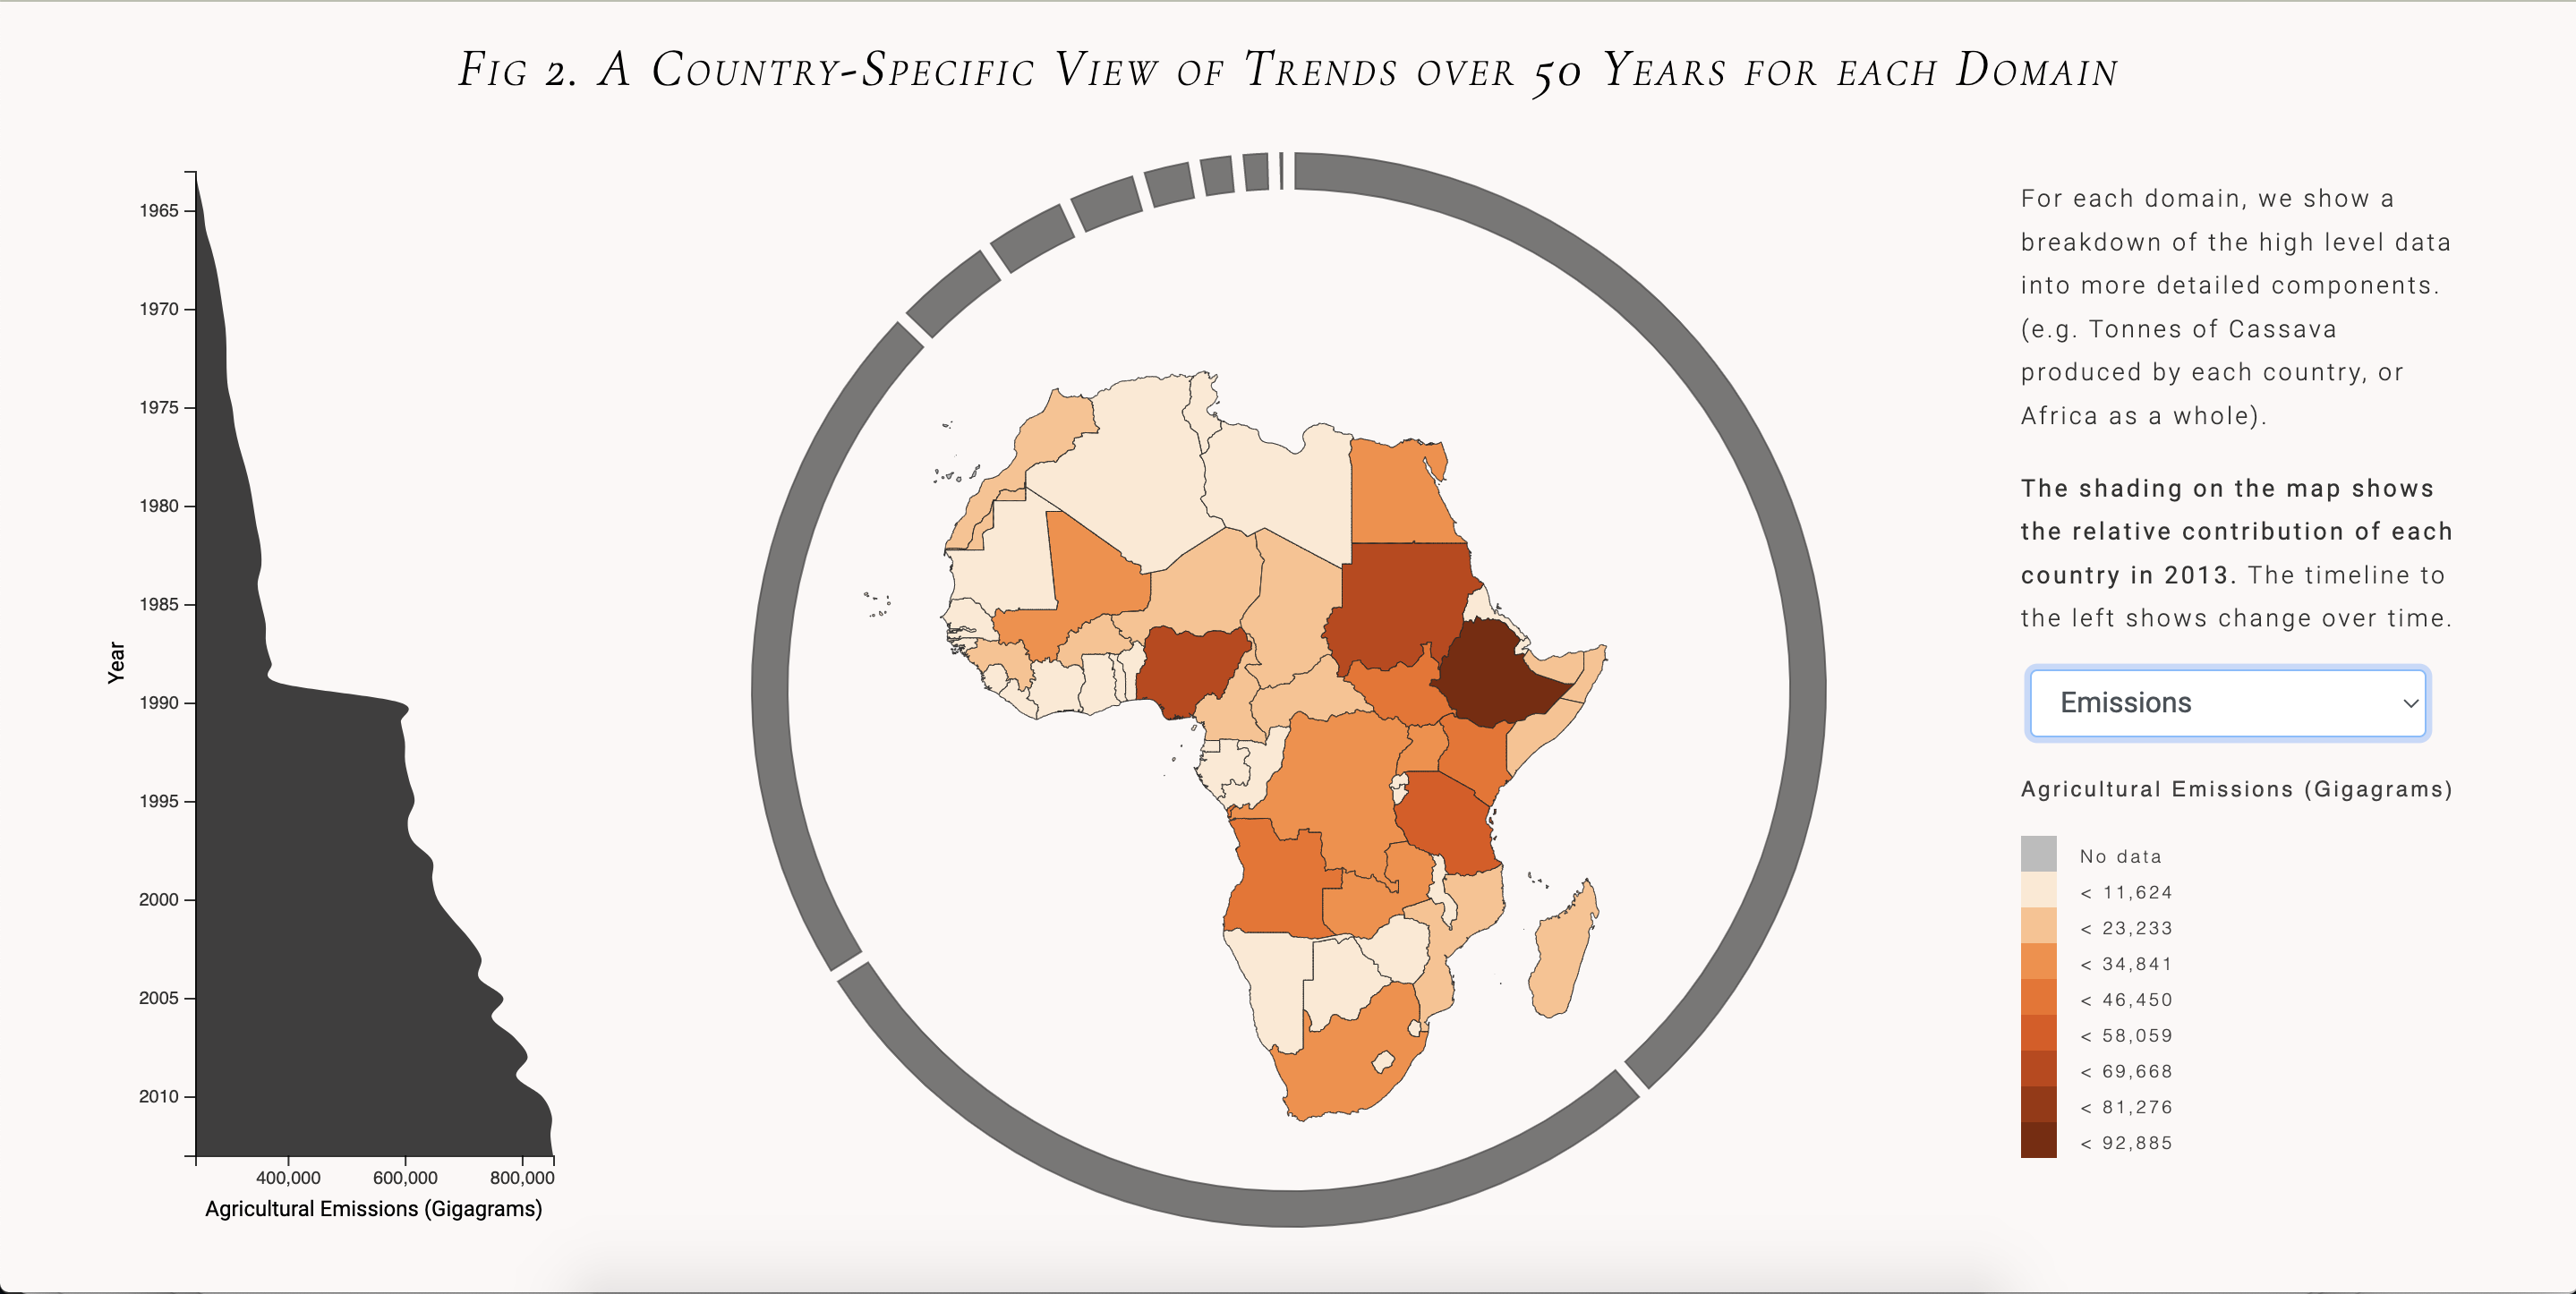 Fig 2. A Country-Specific View of Trends over 50 Years for each Domain
1965
1970
1975
1980
1985
1990
1995
2000
2005
2010
Year
400,000
600,000
800,000
Agricultural Emissions (Gigagrams)
For each domain, we show a
breakdown of the high level data
into more detailed components.
(e.g. Tonnes of Cassava
produced by each country, or
Africa as a whole).
The shading on the map shows
the relative contribution of each
country in 2013. The timeline to
the left shows change over time.
Emissions
Agricultural Emissions (Gigagrams)
No data
< 11,624
< 23,233
< 34,841
< 46,450
< 58,059
< 69,668
< 81,276
< 92,885